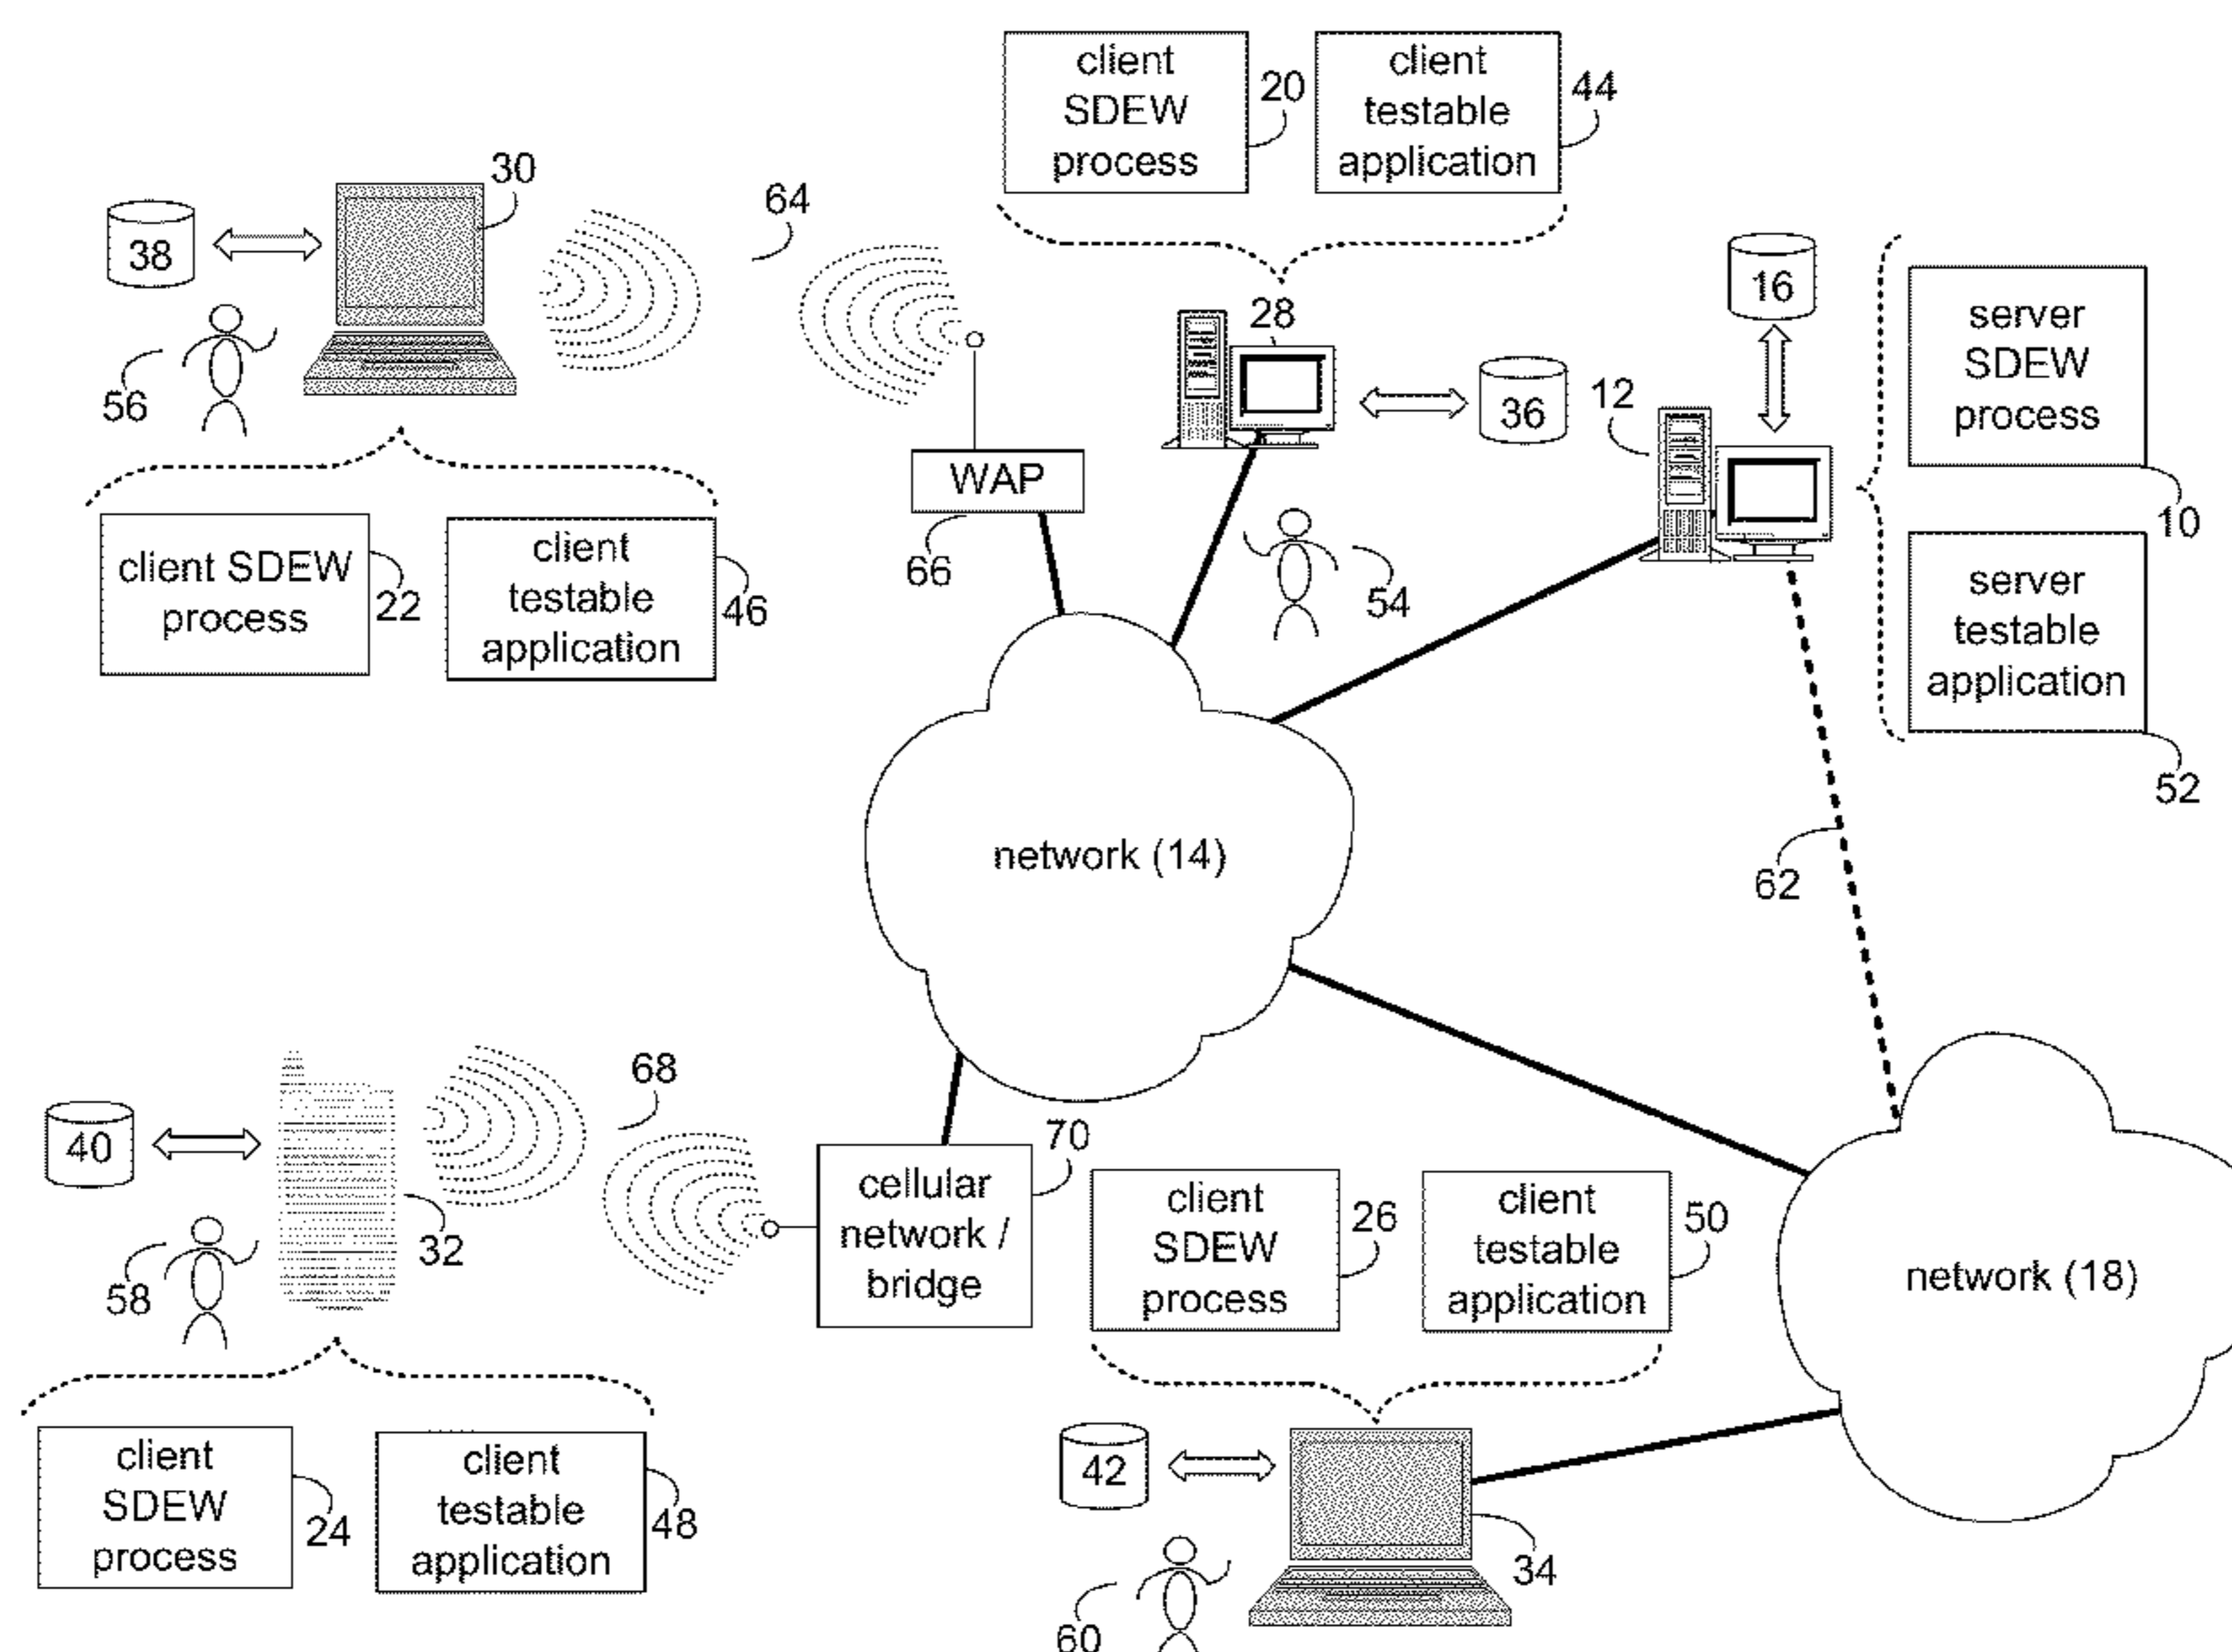 client
SDEW
process
20
client
testable
application
44
30
38
56
64
client SDEW
process
22
client
testable
application
46
WAP
66
28
36
54
12
16
server
SDEW
process
10
server
testable
application
52
62
network (14)
40
58
32
68
cellular
network /
bridge
70
client
SDEW
process
24
client
testable
application
48
client
SDEW
process
26
client
testable
application
50
network (18)
42
34
60